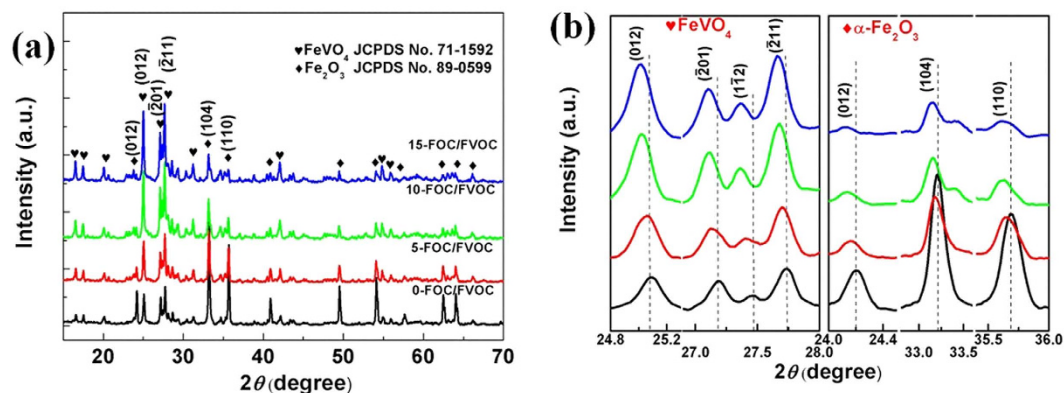 (a)
Intensity (a.u.)
♥FeVO4 JCPDS No. 71-1592
♦Fe2O3 JCPDS No. 89-0599
(012)
(012)
(2̄01)
(2̄11)
(104)
(110)
15-FOC/FVOC
10-FOC/FVOC
5-FOC/FVOC
0-FOC/FVOC
20 30 40 50 60 70
2θ (degree)
(b)
Intensity (a.u.)
♥FeVO4
♦α-Fe2O3
(012)
(2̄01)
(11̄2)
(2̄11)
(012)
(104)
(110)
24.8 25.2 27.0 27.5 28.0 24.0 24.4 33.0 33.5 35.5 36.0
2θ (degree)